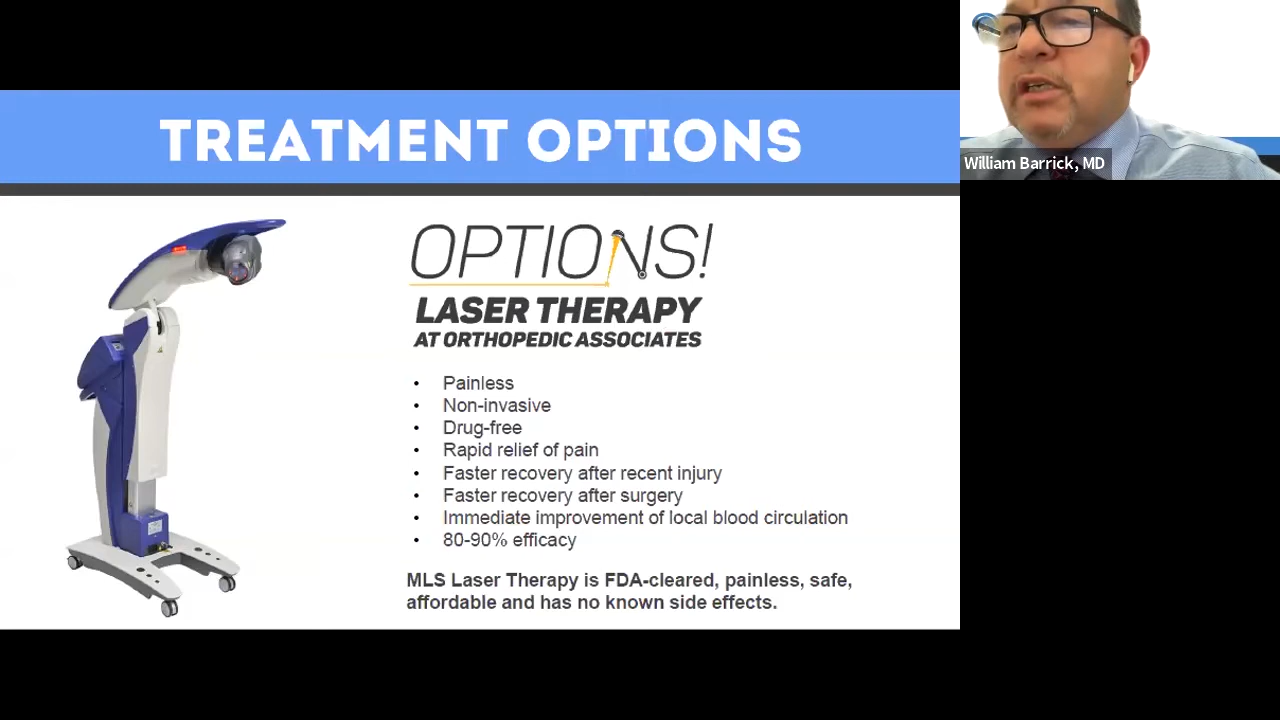 TREATMENT OPTIONS
William Barrick, MD
OPTIONS!
LASER THERAPY
AT ORTHOPEDIC ASSOCIATES
• Painless
• Non-invasive
• Drug-free
• Rapid relief of pain
• Faster recovery after recent injury
• Faster recovery after surgery
• Immediate improvement of local blood circulation
• 80-90% efficacy
MLS Laser Therapy is FDA-cleared, painless, safe,
affordable and has no known side effects.